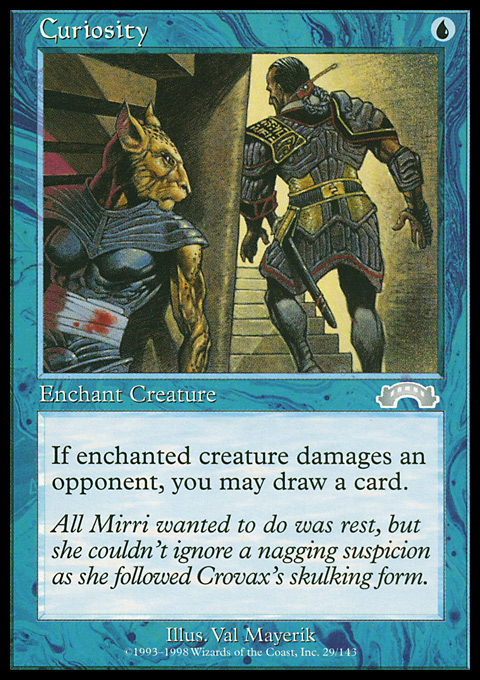 Curiosity
Enchant Creature
If enchanted creature damages an
opponent, you may draw a card.
All Mirri wanted to do was rest, but
she couldn't ignore a nagging suspicion
as she followed Crovax's skulking form.
Illus. Val Mayerik
©1993–1998 Wizards of the Coast, Inc. 29/143